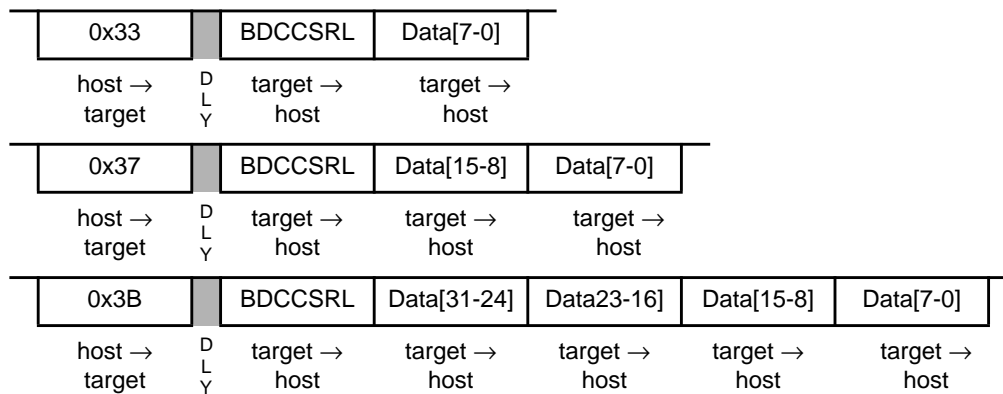 0x33 BDCCSRL Data[7-0]
host → D target → target →
L
target Y host host
0x37 BDCCSRL Data[15-8] Data[7-0]
host → D target → target → target →
L
target Y host host host
0x3B BDCCSRL Data[31-24] Data23-16] Data[15-8] Data[7-0]
host → D target → target → target → target →
L
target Y host host host host